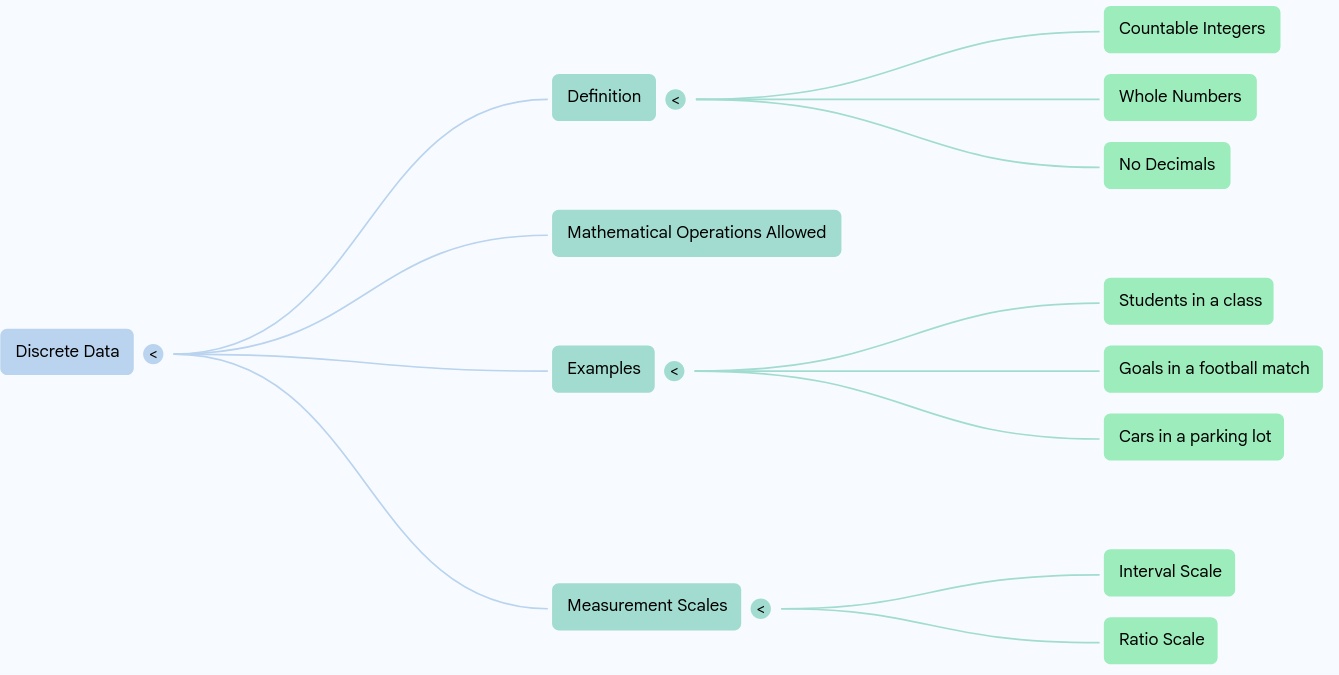 Discrete Data
<
Definition
<
Countable Integers
Whole Numbers
No Decimals
Mathematical Operations Allowed
Examples
<
Students in a class
Goals in a football match
Cars in a parking lot
Measurement Scales
<
Interval Scale
Ratio Scale